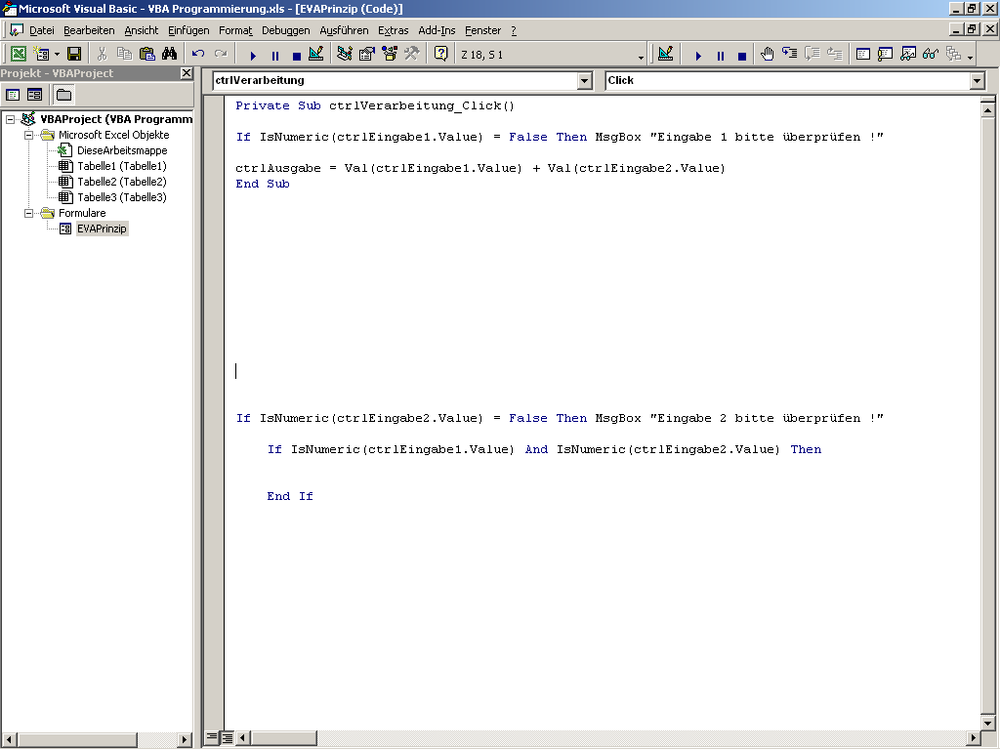 Microsoft Visual Basic - VBA Programmierung.xls - [EVAPrinzip (Code)]
Datei Bearbeiten Ansicht Einfügen Format Debuggen Ausführen Extras Add-Ins Fenster ?
Z 18, S 1
Projekt - VBAProject
VBAProject (VBA Programm
Microsoft Excel Objekte
DieseArbeitsmappe
Tabelle1 (Tabelle1)
Tabelle2 (Tabelle2)
Tabelle3 (Tabelle3)
Formulare
EVAPrinzip
ctrlVerarbeitung
Click
Private Sub ctrlVerarbeitung_Click()
If IsNumeric(ctrlEingabe1.Value) = False Then MsgBox "Eingabe 1 bitte überprüfen !"
ctrlAusgabe = Val(ctrlEingabe1.Value) + Val(ctrlEingabe2.Value)
End Sub
If IsNumeric(ctrlEingabe2.Value) = False Then MsgBox "Eingabe 2 bitte überprüfen !"
If IsNumeric(ctrlEingabe1.Value) And IsNumeric(ctrlEingabe2.Value) Then
End If